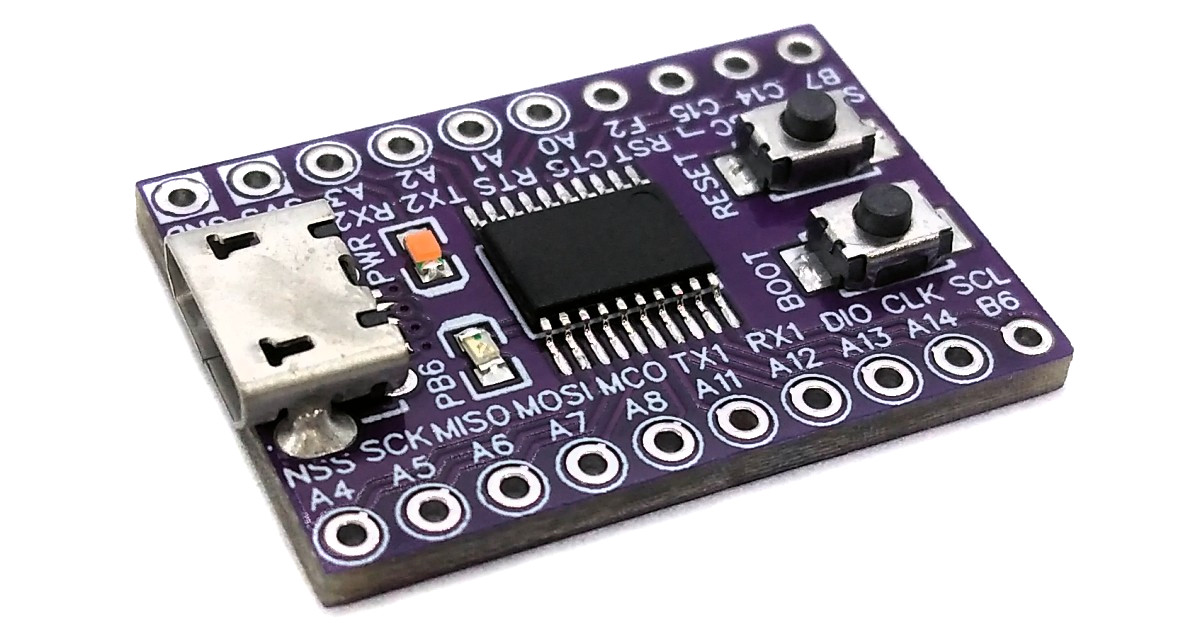 B7
C14
C15
F2
A0
A1
A2
A3
RST
CTS
RTS
TX2
RX2
RESET
PWR
BOOT
PB6
NSS SCK MISO MOSI MCO TX1 RX1 DIO CLK SCL
A4 A5 A6 A7 A8 A11 A12 A13 A14 B6